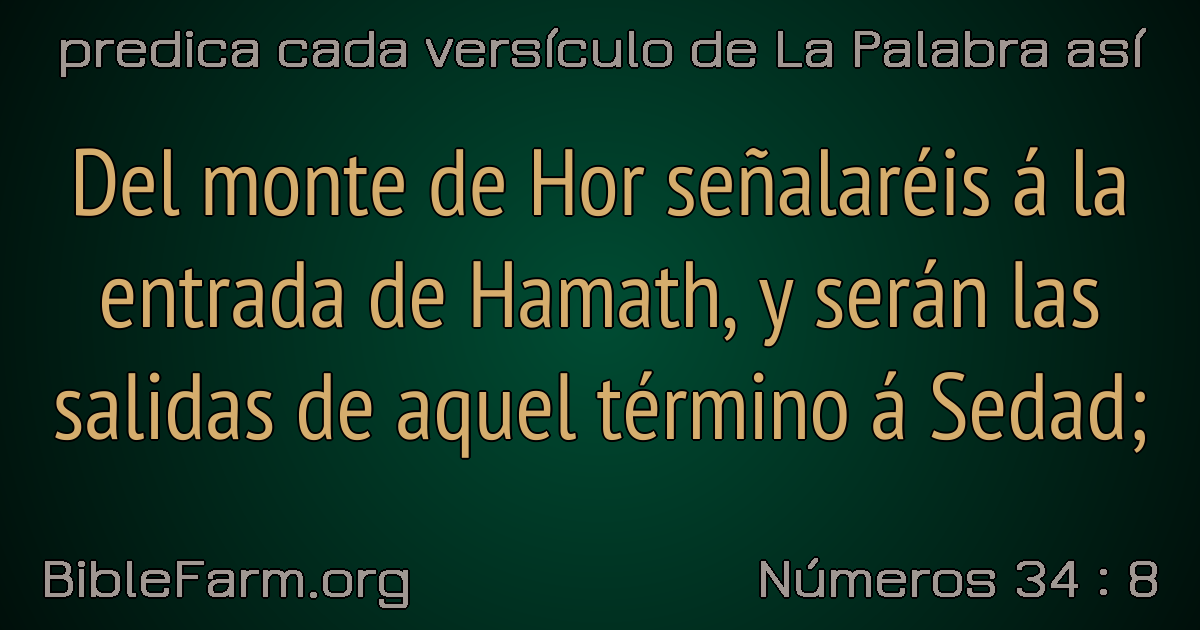 predica cada versículo de La Palabra así
Del monte de Hor señalaréis á la
entrada de Hamath, y serán las
salidas de aquel término á Sedad;
BibleFarm.org
Números 34 : 8